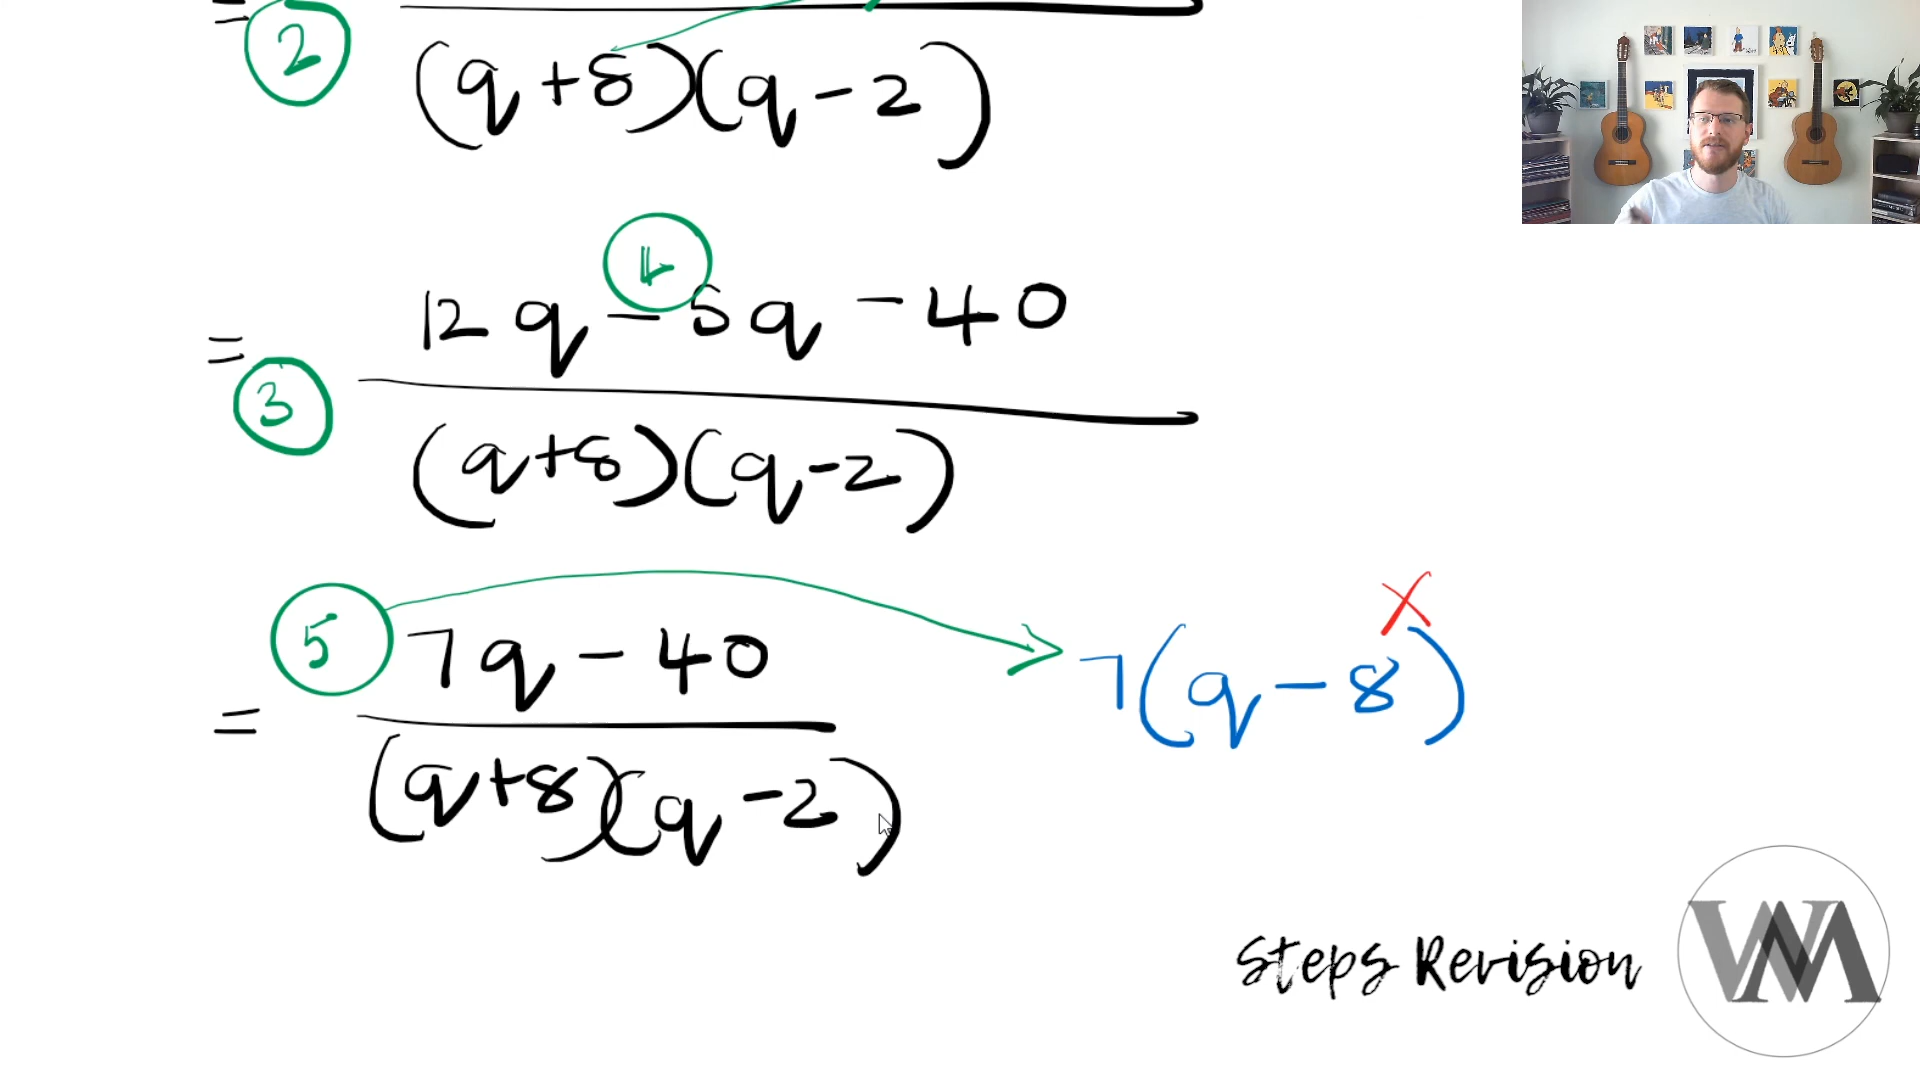 =
2
(q+8)(q-2)
4
12q-5q-40
=
3
(q+8)(q-2)
5
7q-40
7(q-8)
=
(q+8)(q-2)
Steps Revision
WM